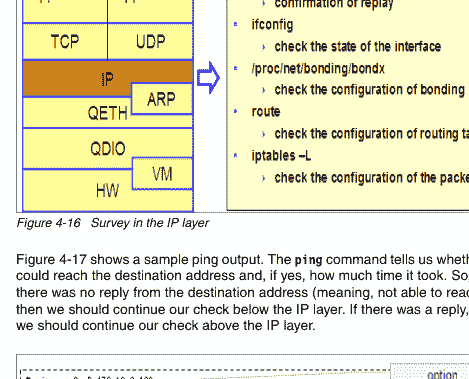 confirmation of replay
ifconfig
TCP UDP
check the state of the interface
/proc/net/bonding/bondx
IP
check the configuration of bonding
ARP
QETH
route
check the configuration of routing ta
QDIO
iptables –L
VM
check the configuration of the packe
HW
Figure 4-16 Survey in the IP layer
Figure 4-17 shows a sample ping output. The ping command tells us wheth
could reach the destination address and, if yes, how much time it took. So,
there was no reply from the destination address (meaning, not able to reac
then we should continue our check below the IP layer. If there was a reply,
we should continue our check above the IP layer.
option